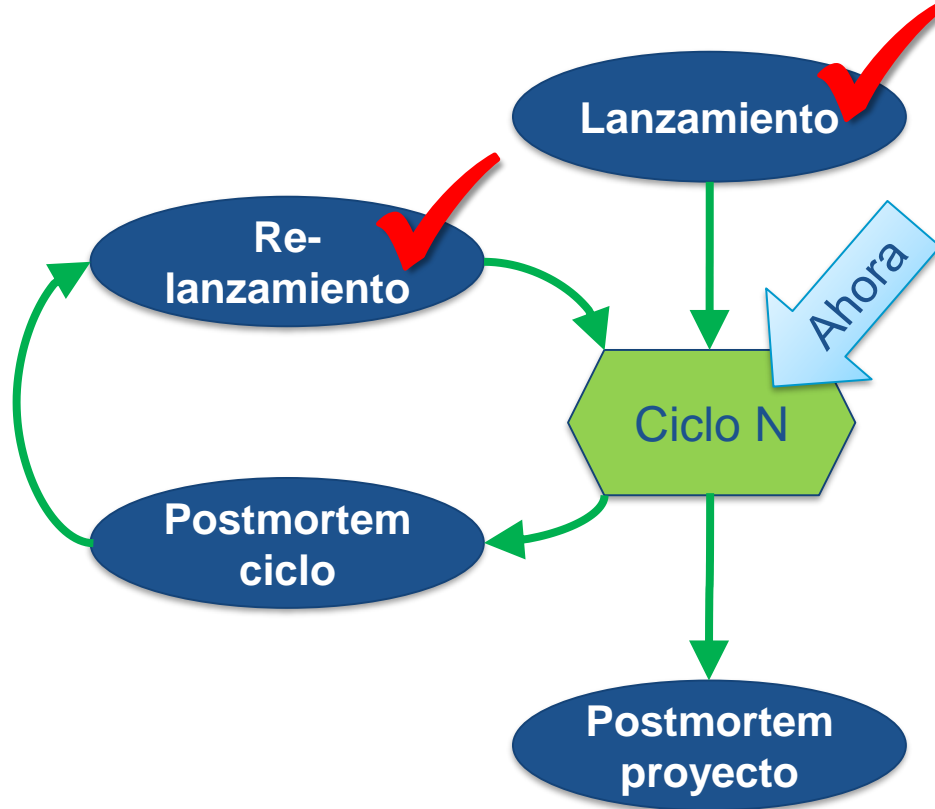 Lanzamiento
Re-
lanzamiento
Ahora
Ciclo N
Postmortem
ciclo
Postmortem
proyecto